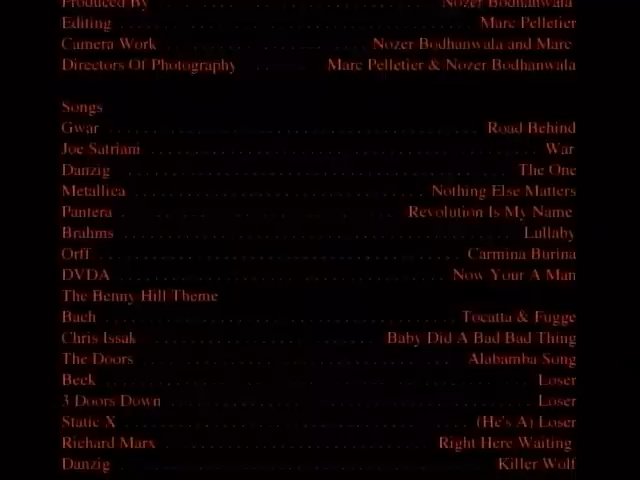 Produced By Nozer Bodhanwala
Editing Marc Pelletier
Camera Work Nozer Bodhanwala and Marc
Directors Of Photography Marc Pelletier & Nozer Bodhanwala
Songs
Gwar Road Behind
Joe Satriani War
Danzig The One
Metallica Nothing Else Matters
Pantera Revolution Is My Name
Brahms Lullaby
Orff Carmina Burina
DVDA Now Your A Man
The Benny Hill Theme
Bach Tocatta & Fugge
Chris Issak Baby Did A Bad Bad Thing
The Doors Alabamba Song
Beck Loser
3 Doors Down Loser
Static X (He's A) Loser
Richard Marx Right Here Waiting
Danzig Killer Wolf